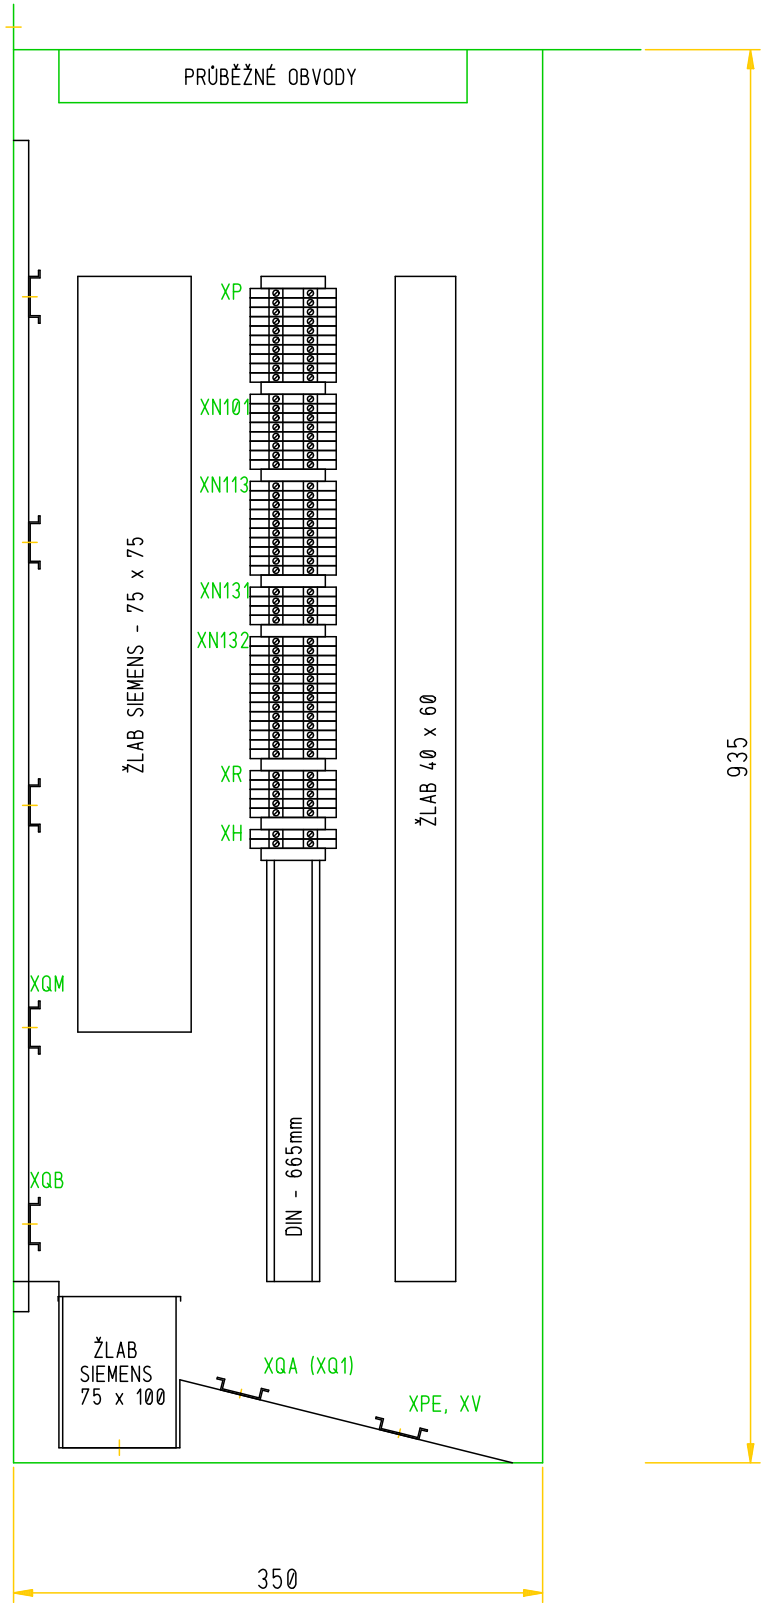 PRŮBĚŽNÉ OBVODY
XP
XN101
XN113
XN131
XN132
XR
XH
ŽLAB SIEMENS - 75 x 75
ŽLAB 40 x 60
935
XQM
XQB
DIN - 665mm
ŽLAB
SIEMENS
75 x 100
XQA (XQ1)
XPE, XV
350